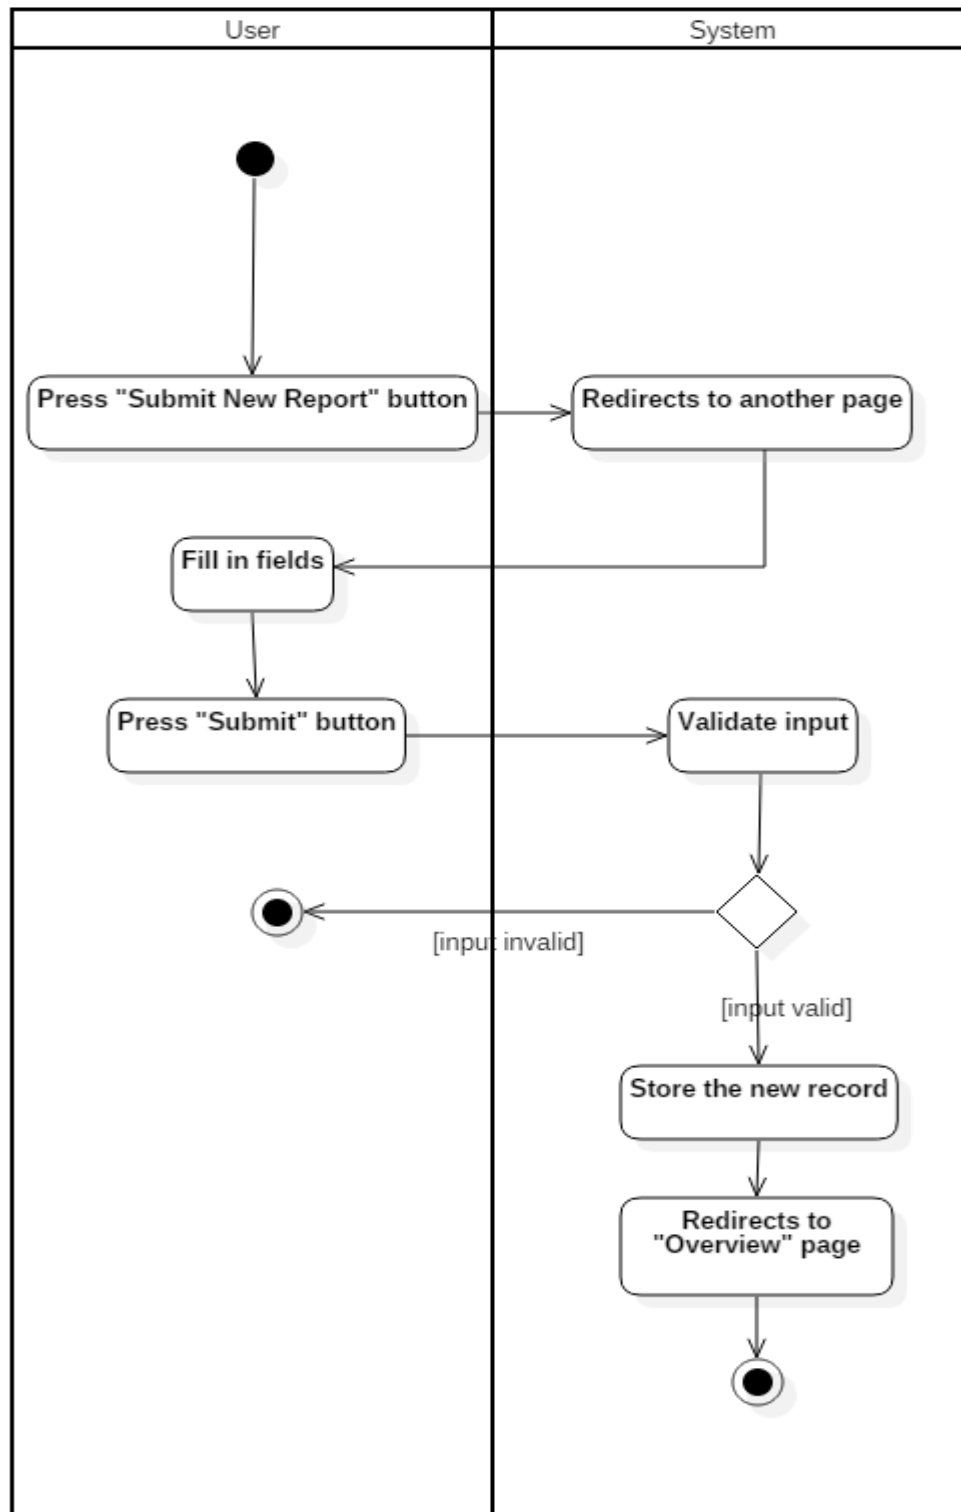 User
System
Press "Submit New Report" button
Redirects to another page
Fill in fields
Press "Submit" button
Validate input
[input invalid]
[input valid]
Store the new record
Redirects to
"Overview" page